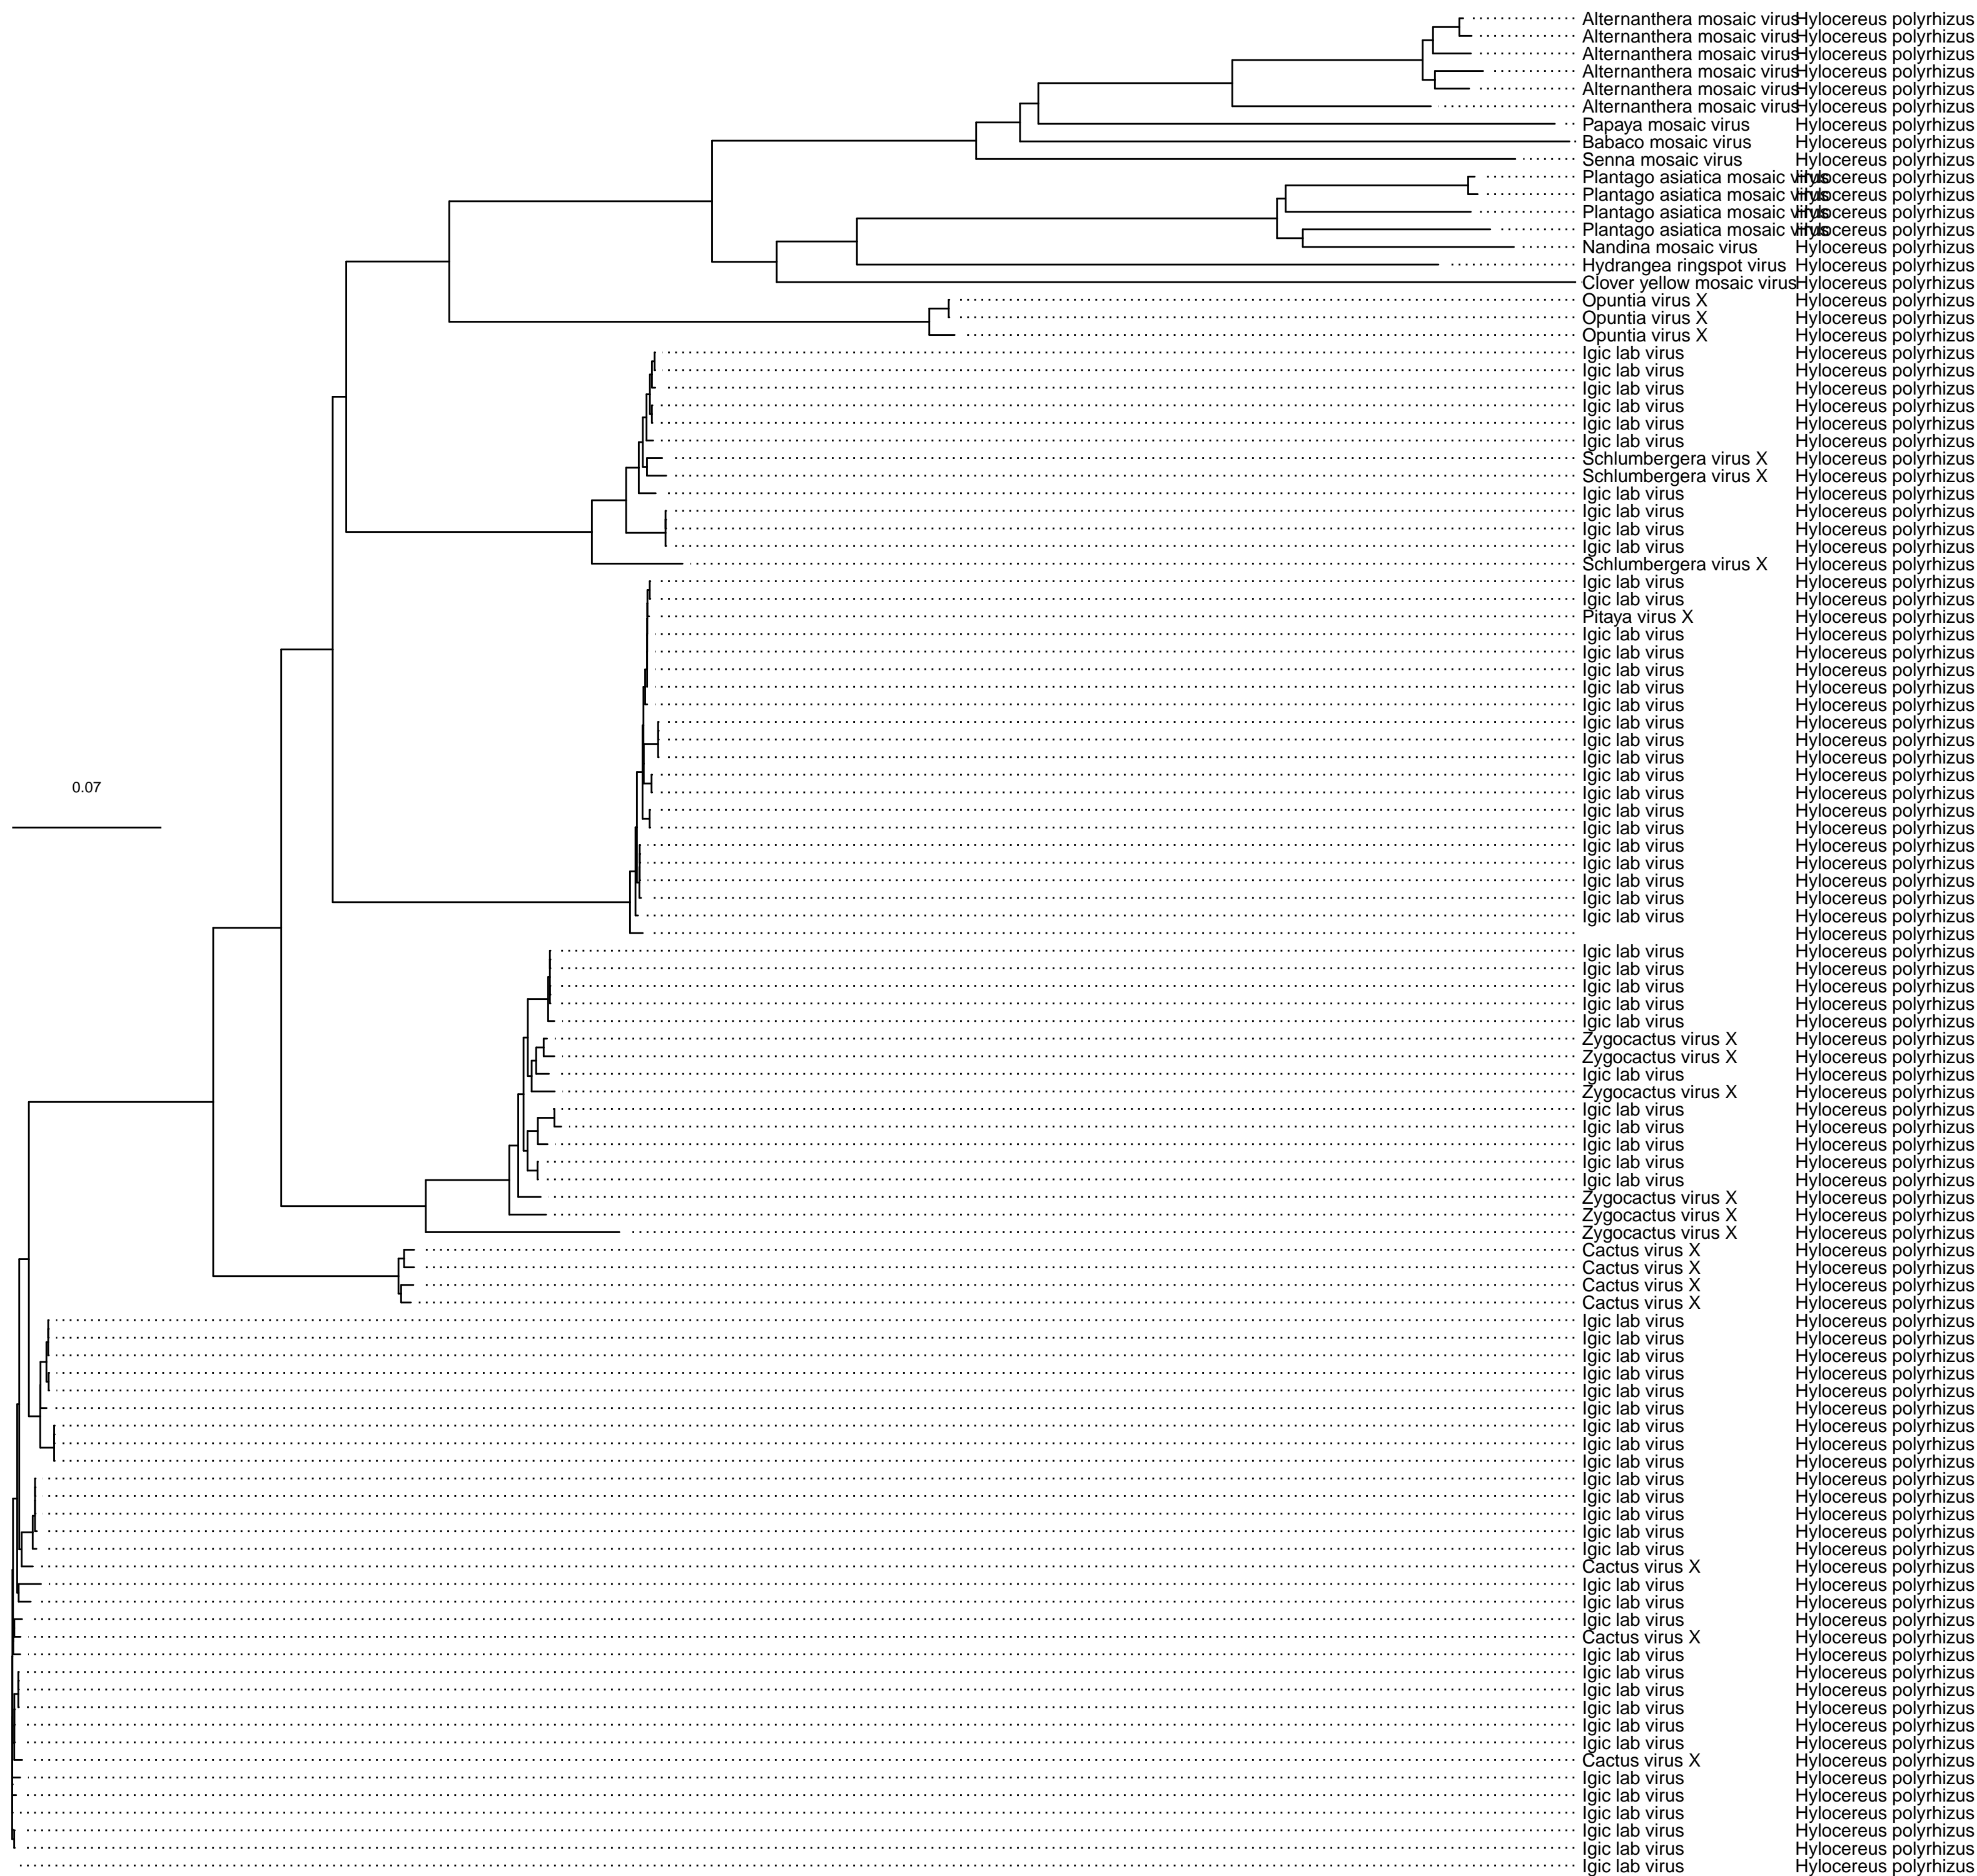 Alternanthera mosaic virus Hylocereus polyrhizus
Alternanthera mosaic virus Hylocereus polyrhizus
Alternanthera mosaic virus Hylocereus polyrhizus
Alternanthera mosaic virus Hylocereus polyrhizus
Alternanthera mosaic virus Hylocereus polyrhizus
Alternanthera mosaic virus Hylocereus polyrhizus
Papaya mosaic virus Hylocereus polyrhizus
Babaco mosaic virus Hylocereus polyrhizus
Senna mosaic virus Hylocereus polyrhizus
Plantago asiatica mosaic virus Hylocereus polyrhizus
Plantago asiatica mosaic virus Hylocereus polyrhizus
Plantago asiatica mosaic virus Hylocereus polyrhizus
Plantago asiatica mosaic virus Hylocereus polyrhizus
Nandina mosaic virus Hylocereus polyrhizus
Hydrangea ringspot virus Hylocereus polyrhizus
Clover yellow mosaic virus Hylocereus polyrhizus
Opuntia virus X Hylocereus polyrhizus
Opuntia virus X Hylocereus polyrhizus
Opuntia virus X Hylocereus polyrhizus
Igic lab virus Hylocereus polyrhizus
Igic lab virus Hylocereus polyrhizus
Igic lab virus Hylocereus polyrhizus
Igic lab virus Hylocereus polyrhizus
Igic lab virus Hylocereus polyrhizus
Igic lab virus Hylocereus polyrhizus
Schlumbergera virus X Hylocereus polyrhizus
Schlumbergera virus X Hylocereus polyrhizus
Igic lab virus Hylocereus polyrhizus
Igic lab virus Hylocereus polyrhizus
Igic lab virus Hylocereus polyrhizus
Igic lab virus Hylocereus polyrhizus
Schlumbergera virus X Hylocereus polyrhizus
Igic lab virus Hylocereus polyrhizus
Igic lab virus Hylocereus polyrhizus
Pitaya virus X Hylocereus polyrhizus
Igic lab virus Hylocereus polyrhizus
Igic lab virus Hylocereus polyrhizus
Igic lab virus Hylocereus polyrhizus
Igic lab virus Hylocereus polyrhizus
Igic lab virus Hylocereus polyrhizus
Igic lab virus Hylocereus polyrhizus
Igic lab virus Hylocereus polyrhizus
Igic lab virus Hylocereus polyrhizus
Igic lab virus Hylocereus polyrhizus
0.07
Igic lab virus Hylocereus polyrhizus
Igic lab virus Hylocereus polyrhizus
Igic lab virus Hylocereus polyrhizus
Igic lab virus Hylocereus polyrhizus
Igic lab virus Hylocereus polyrhizus
Igic lab virus Hylocereus polyrhizus
Igic lab virus Hylocereus polyrhizus
Igic lab virus Hylocereus polyrhizus
Hylocereus polyrhizus
Igic lab virus Hylocereus polyrhizus
Igic lab virus Hylocereus polyrhizus
Igic lab virus Hylocereus polyrhizus
Igic lab virus Hylocereus polyrhizus
Igic lab virus Hylocereus polyrhizus
Zygocactus virus X Hylocereus polyrhizus
Zygocactus virus X Hylocereus polyrhizus
Igic lab virus Hylocereus polyrhizus
Zygocactus virus X Hylocereus polyrhizus
Igic lab virus Hylocereus polyrhizus
Igic lab virus Hylocereus polyrhizus
Igic lab virus Hylocereus polyrhizus
Igic lab virus Hylocereus polyrhizus
Igic lab virus Hylocereus polyrhizus
Zygocactus virus X Hylocereus polyrhizus
Zygocactus virus X Hylocereus polyrhizus
Zygocactus virus X Hylocereus polyrhizus
Cactus virus X Hylocereus polyrhizus
Cactus virus X Hylocereus polyrhizus
Cactus virus X Hylocereus polyrhizus
Cactus virus X Hylocereus polyrhizus
Igic lab virus Hylocereus polyrhizus
Igic lab virus Hylocereus polyrhizus
Igic lab virus Hylocereus polyrhizus
Igic lab virus Hylocereus polyrhizus
Igic lab virus Hylocereus polyrhizus
Igic lab virus Hylocereus polyrhizus
Igic lab virus Hylocereus polyrhizus
Igic lab virus Hylocereus polyrhizus
Igic lab virus Hylocereus polyrhizus
Igic lab virus Hylocereus polyrhizus
Igic lab virus Hylocereus polyrhizus
Igic lab virus Hylocereus polyrhizus
Igic lab virus Hylocereus polyrhizus
Igic lab virus Hylocereus polyrhizus
Cactus virus X Hylocereus polyrhizus
Igic lab virus Hylocereus polyrhizus
Igic lab virus Hylocereus polyrhizus
Igic lab virus Hylocereus polyrhizus
Cactus virus X Hylocereus polyrhizus
Igic lab virus Hylocereus polyrhizus
Igic lab virus Hylocereus polyrhizus
Igic lab virus Hylocereus polyrhizus
Igic lab virus Hylocereus polyrhizus
Igic lab virus Hylocereus polyrhizus
Igic lab virus Hylocereus polyrhizus
Cactus virus X Hylocereus polyrhizus
Igic lab virus Hylocereus polyrhizus
Igic lab virus Hylocereus polyrhizus
Igic lab virus Hylocereus polyrhizus
Igic lab virus Hylocereus polyrhizus
Igic lab virus Hylocereus polyrhizus
Igic lab virus Hylocereus polyrhizus